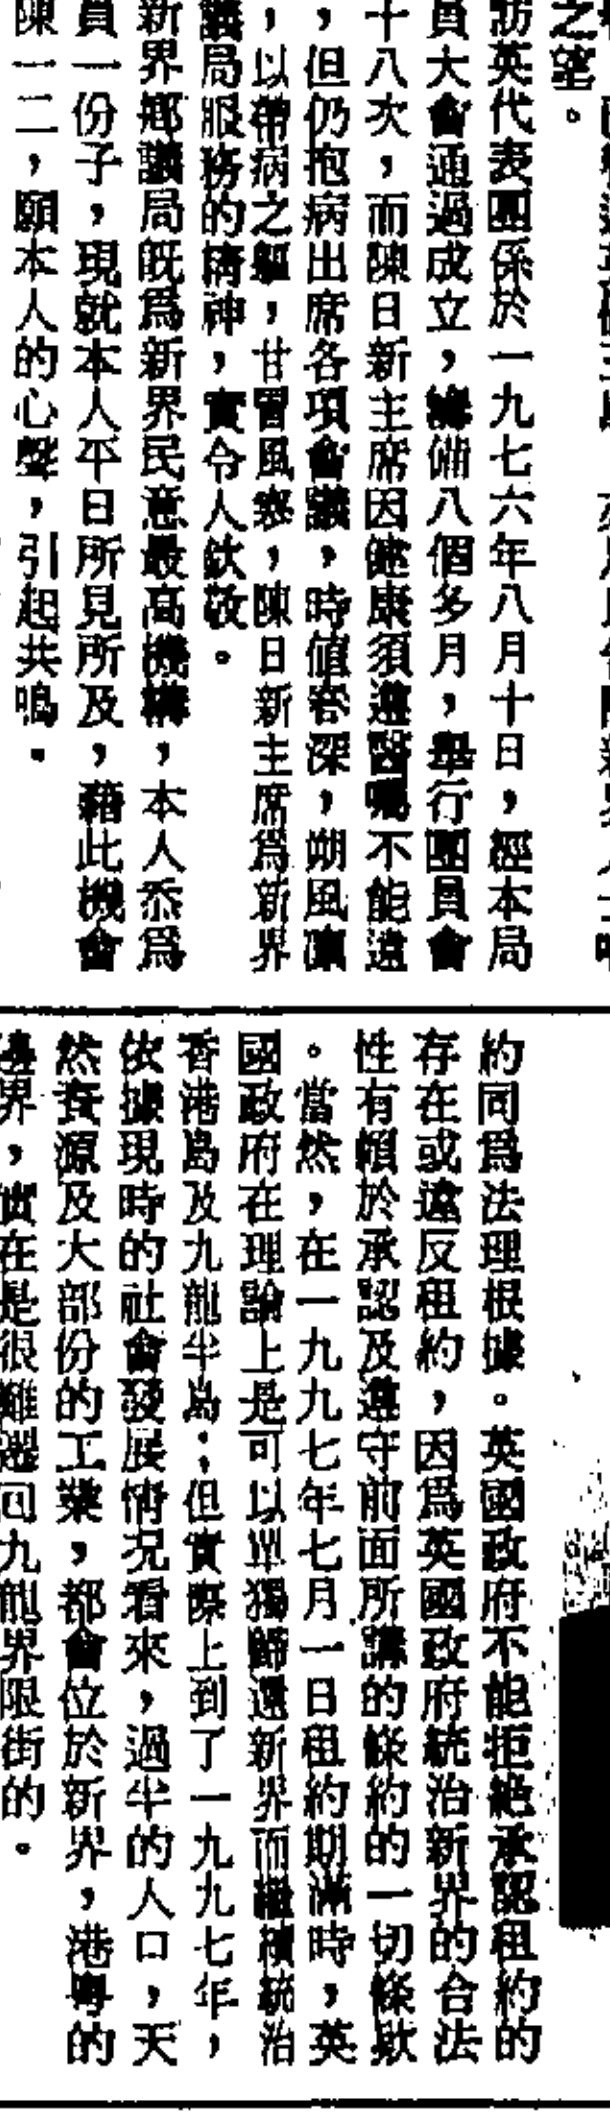 之望。
訪英代表團係於一九七六年八月十日，經本局
員大會通過成立，籌備八個多月，舉行團員會
十八次，而陳日新主席因健康須遵醫囑不能遠
，但仍抱病出席各項會議，時值春深，朔風凜
，以帶病之軀，甘冒風寒，陳日新主席為新界
議局服務的精神，實令人欽敬。
新界鄉議局既為新界民意最高機構，本人忝為
員一份子，現就本人平日所見所及，藉此機會
陳一二，願本人的心聲，引起共鳴。
約同為法理根據。英國政府不能拒絕承認租約的
存在或違反租約，因為英國政府統治新界的合法
性有賴於承認及遵守前面所講的條約的一切條欵
。當然，在一九九七年七月一日租約期滿時，英
國政府在理論上是可以單獨歸還新界而繼續統治
香港島及九龍半島；但實際上到了一九九七年，
依據現時的社會發展情况看來，過半的人口，天
然資源及大部份的工業，都會位於新界，港粵的
邊界，實在是很難遷回九龍界限街的。